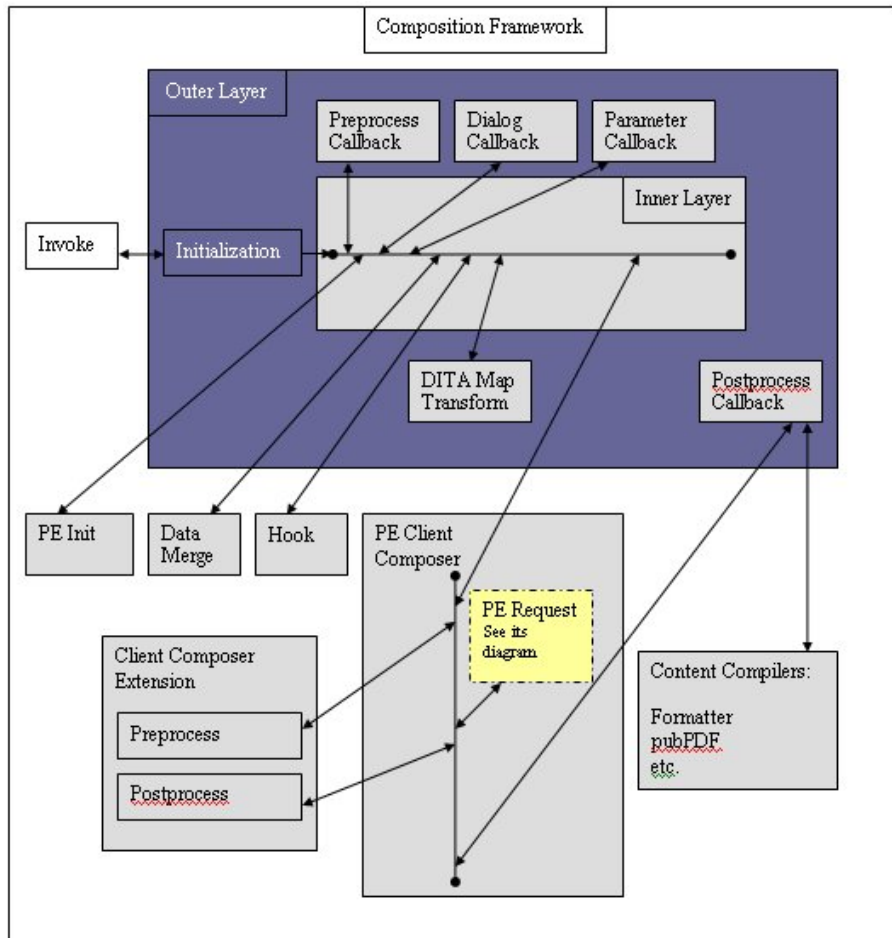 Composition Framework
Outer Layer
Preprocess
Callback
Dialog
Callback
Parameter
Callback
Inner Layer
Invoke
Initialization
DITA Map
Transform
Postprocess
Callback
PE Init
Data
Merge
Hook
PE Client
Composer
PE Request
See its
diagram
Client Composer
Extension
Preprocess
Postprocess
Content Compilers:
Formatter
pubPDF
etc.